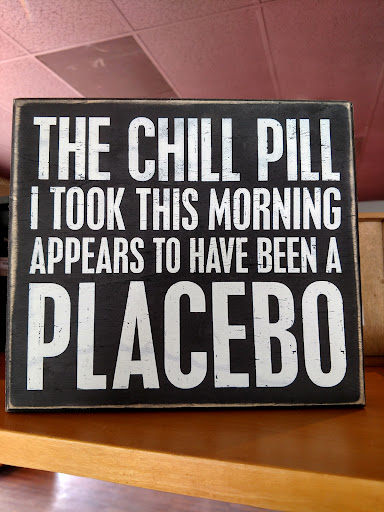 THE CHILL PILL
I TOOK THIS MORNING
APPEARS TO HAVE BEEN A
PLACEBO